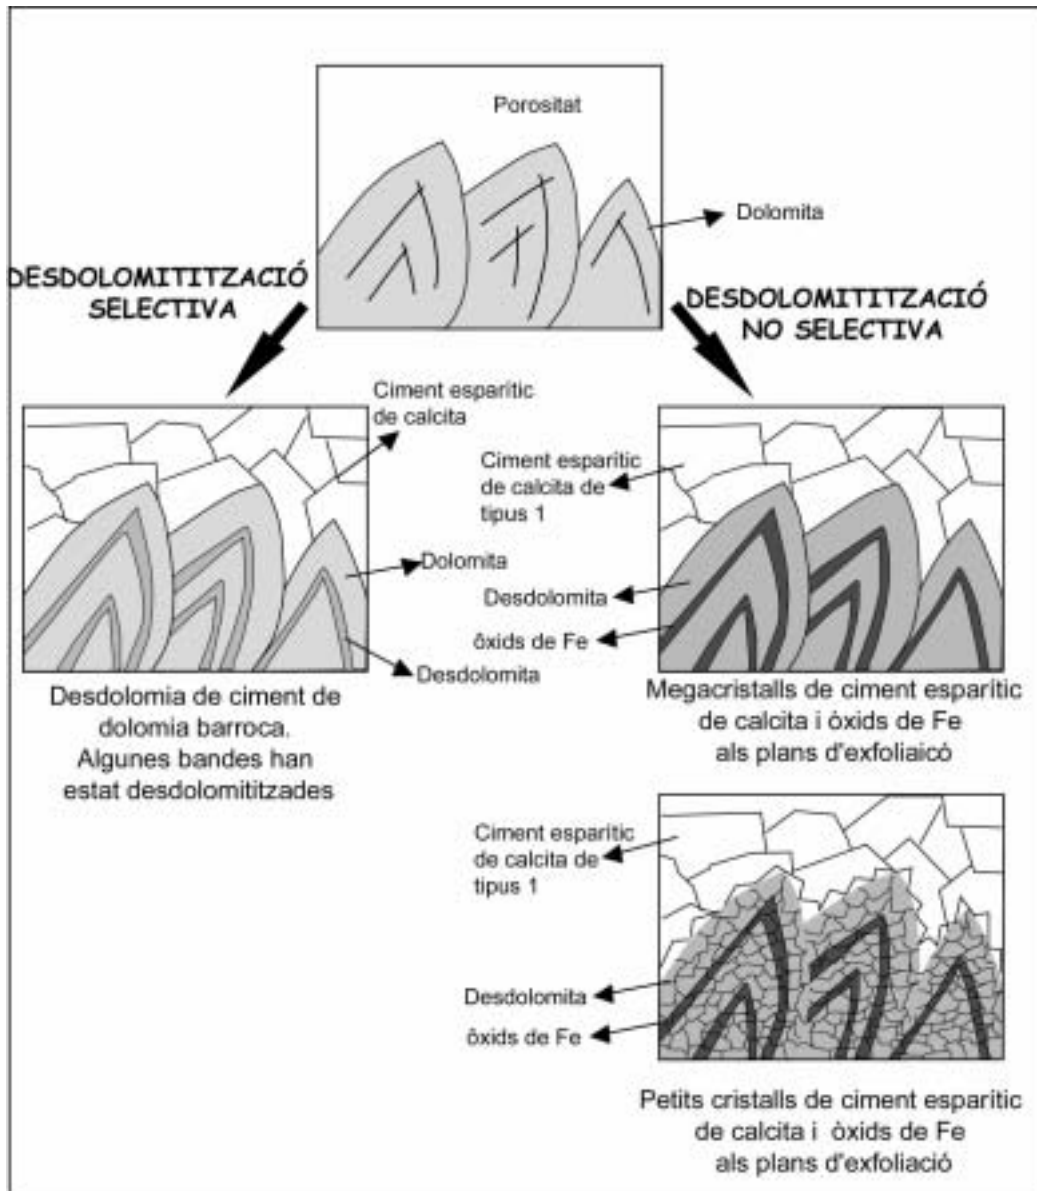 Porositat
Dolomita
DESDOLOMITITZACIÓ
SELECTIVA
DESDOLOMITITZACIÓ
NO SELECTIVA
Ciment esparític
de calcita
Dolomita
Desdolomita
Desdolomia de ciment de
dolomia barroca.
Algunes bandes han
estat desdolomititzades
Ciment esparític
de calcita de
tipus 1
Desdolomita
ôxids de Fe
Megacristalls de ciment esparític
de calcita i òxids de Fe
als plans d'exfoliaicó
Ciment esparític
de calcita de
tipus 1
Desdolomita
ôxids de Fe
Petits cristalls de ciment esparític
de calcita i òxids de Fe
als plans d'exfoliació